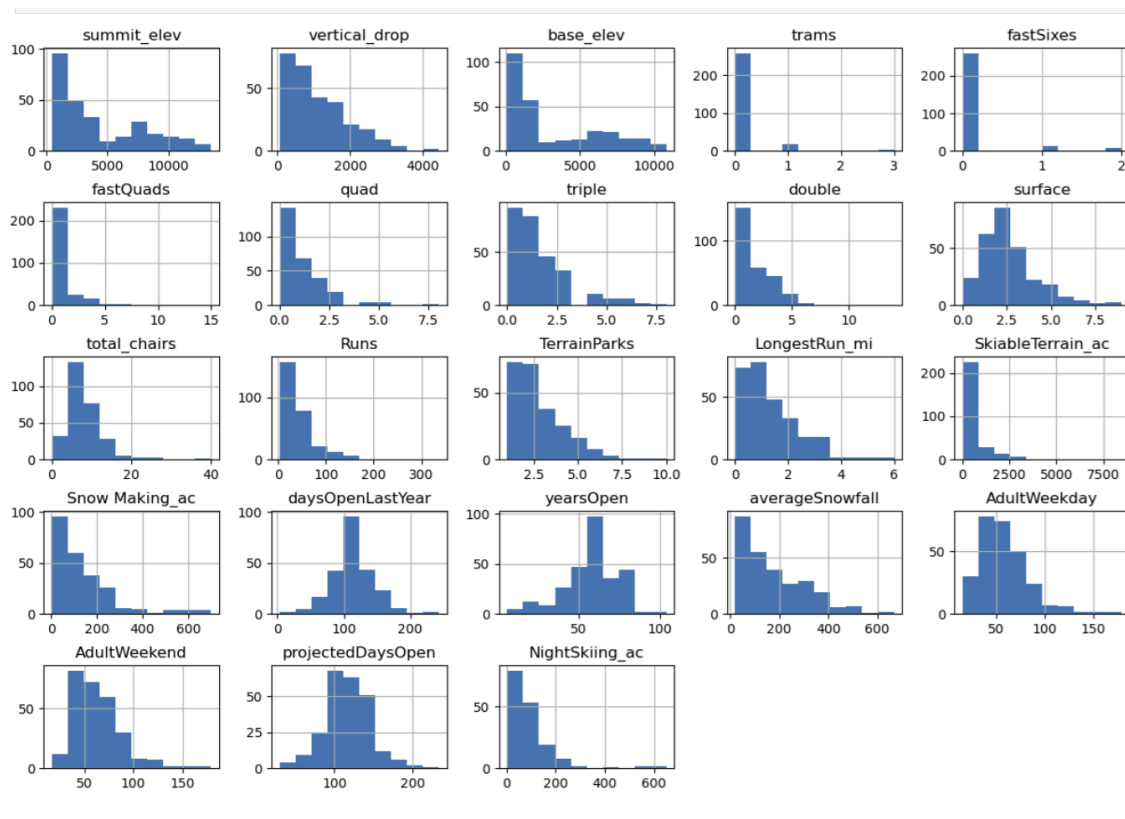 summit_elev vertical_drop base_elev trams fastSixes
100 50 0
0 5000 10000
50 0
0 2000 4000
100 50 0
0 5000 10000
200 100 0
0 1 2 3
200 100 0
0 1 2
fastQuads quad triple double surface
200 100 0
0 5 10 15
100 50 0
0.0 2.5 5.0 7.5
50 0
0.0 2.5 5.0 7.5
100 0
0 5 10
50 0
0.0 2.5 5.0 7.5
total_chairs Runs TerrainParks LongestRun_mi SkiableTerrain_ac
100 50 0
0 20 40
100 0
0 100 200 300
50 0
2.5 5.0 7.5 10.0
50 0
0 2 4 6
200 100 0
0 2500 5000 7500
Snow Making_ac daysOpenLastYear yearsOpen averageSnowfall AdultWeekday
100 50 0
0 200 400 600
50 0
0 100 200
100 50 0
50 100
50 0
0 200 400 600
50 0
50 100 150
AdultWeekend projectedDaysOpen NightSkiing_ac
50 0
50 100 150
50 25 0
100 200
50 0
0 200 400 600